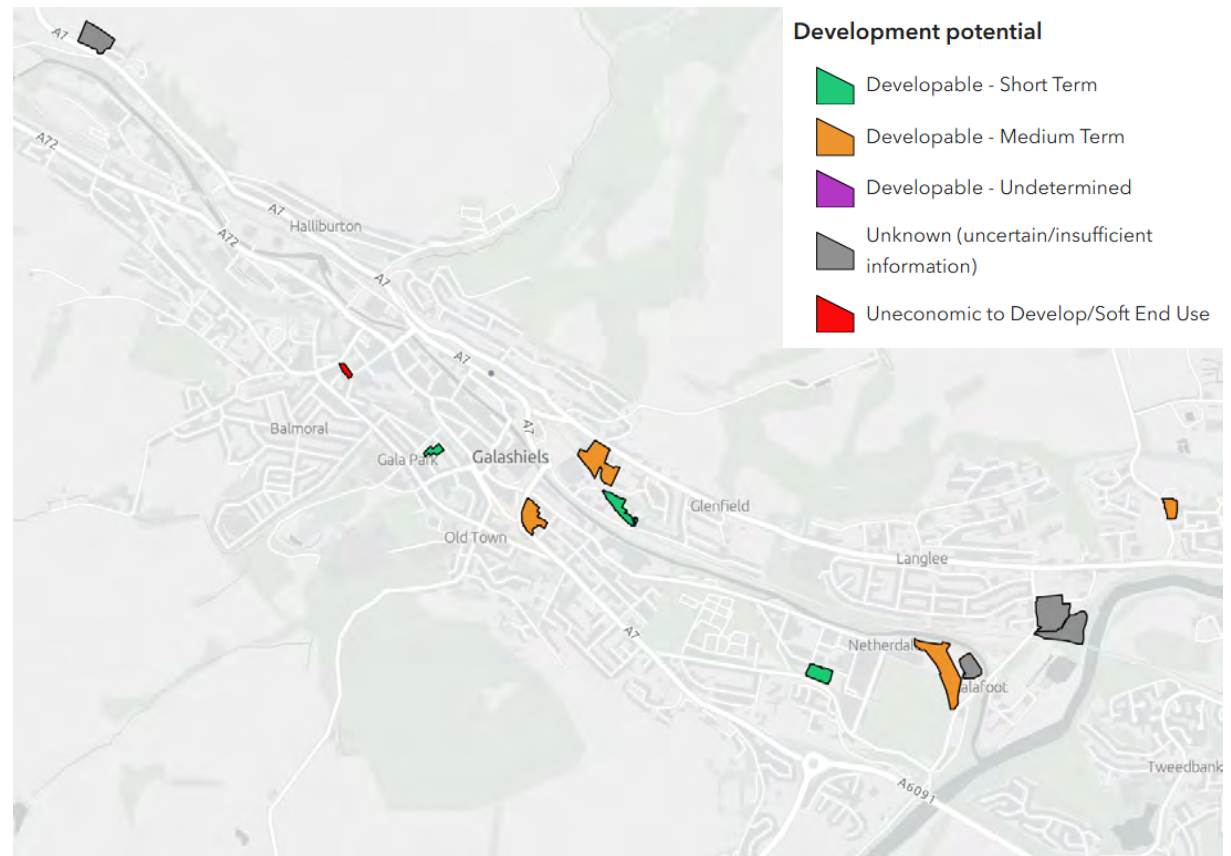 Development potential
Developable - Short Term
Developable - Medium Term
Developable - Undetermined
Unknown (uncertain/insufficient
information)
Uneconomic to Develop/Soft End Use
A7
A72
A7
Halliburton
A72
A7
A7
A7
Balmoral
Gala Park
Galashiels
Old Town
Glenfield
Langlee
A7
Netherdal
alafoot
Tweedbank
A6091